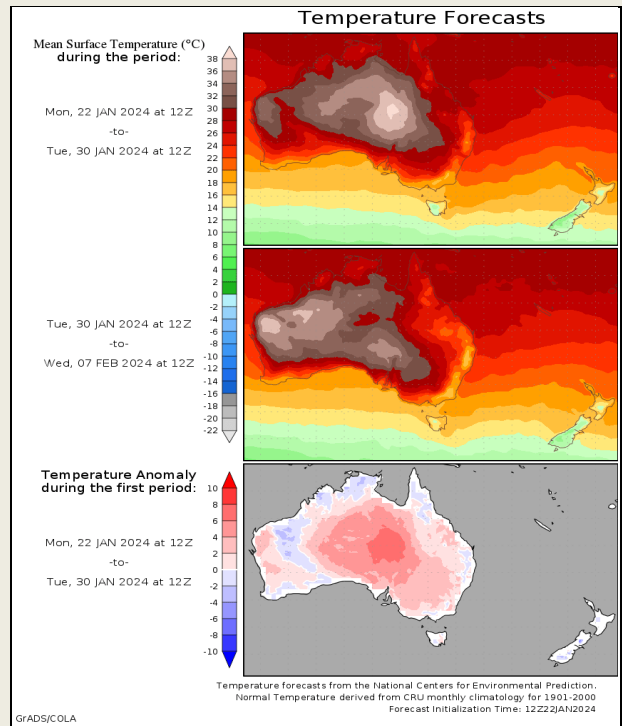 Temperature Forecasts
Mean Surface Temperature (°C)
during the period:
Mon, 22 JAN 2024 at 12Z
-to-
Tue, 30 JAN 2024 at 12Z
38
36
34
32
30
28
26
24
22
20
18
16
14
12
10
8
6
4
2
0
-2
-4
-6
-8
-10
-12
-14
-16
-18
-20
-22
Tue, 30 JAN 2024 at 12Z
-to-
Wed, 07 FEB 2024 at 12Z
Temperature Anomaly
during the first period:
Mon, 22 JAN 2024 at 12Z
-to-
Tue, 30 JAN 2024 at 12Z
10
8
6
4
2
0
-2
-4
-6
-8
-10
Temperature forecasts from the National Centers for Environmental Prediction.
Normal Temperature derived from CRU monthly climatology for 1901-2000
Forecast Initialization Time: 12Z22JAN2024
GrADS/COLA